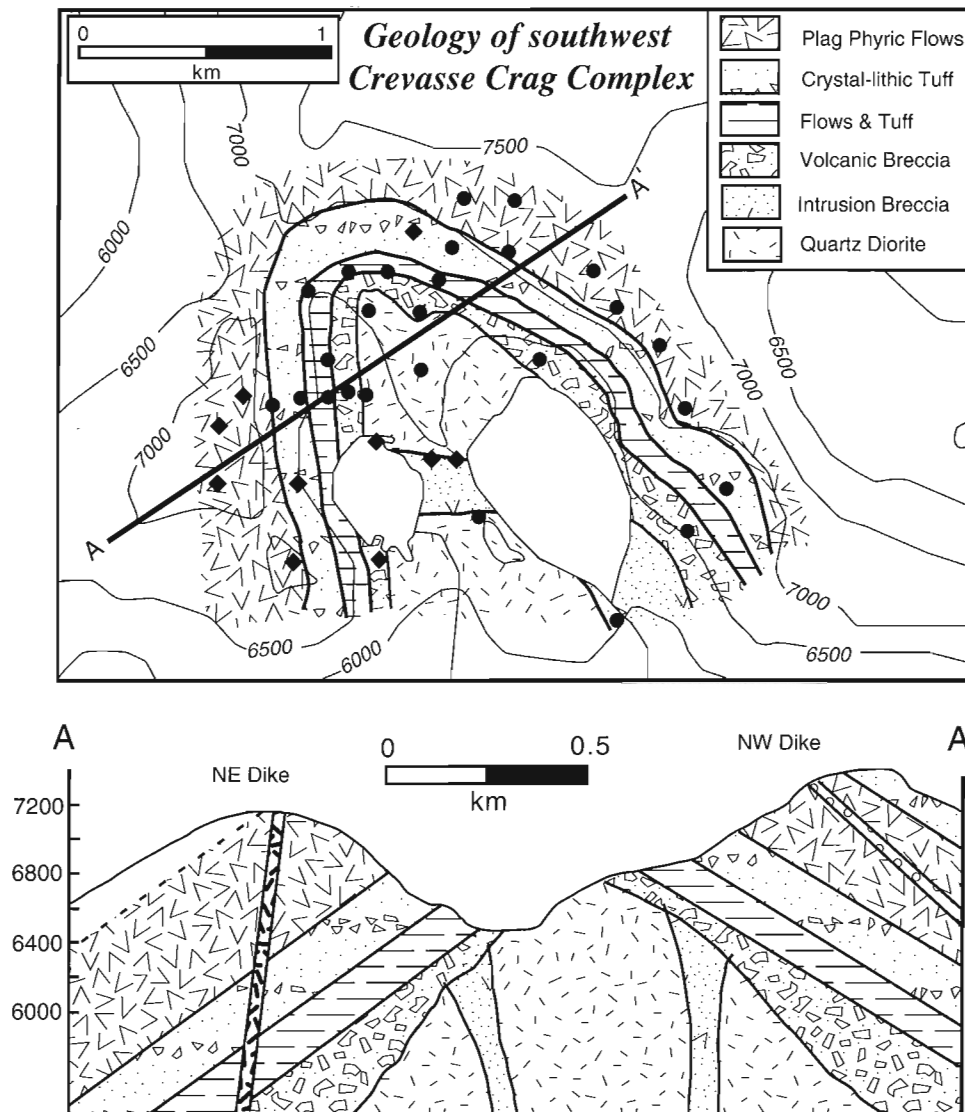 0 1
km
Geology of southwest
Crevasse Crag Complex
Plag Phyric Flows
Crystal-lithic Tuff
Flows & Tuff
Volcanic Breccia
Intrusion Breccia
Quartz Diorite
7000
7500
6000
A'
6500
6500
7000
7000
A
7000
6500
6000
6500
A
NE Dike
0 0.5
km
NW Dike
A
7200
6800
6400
6000